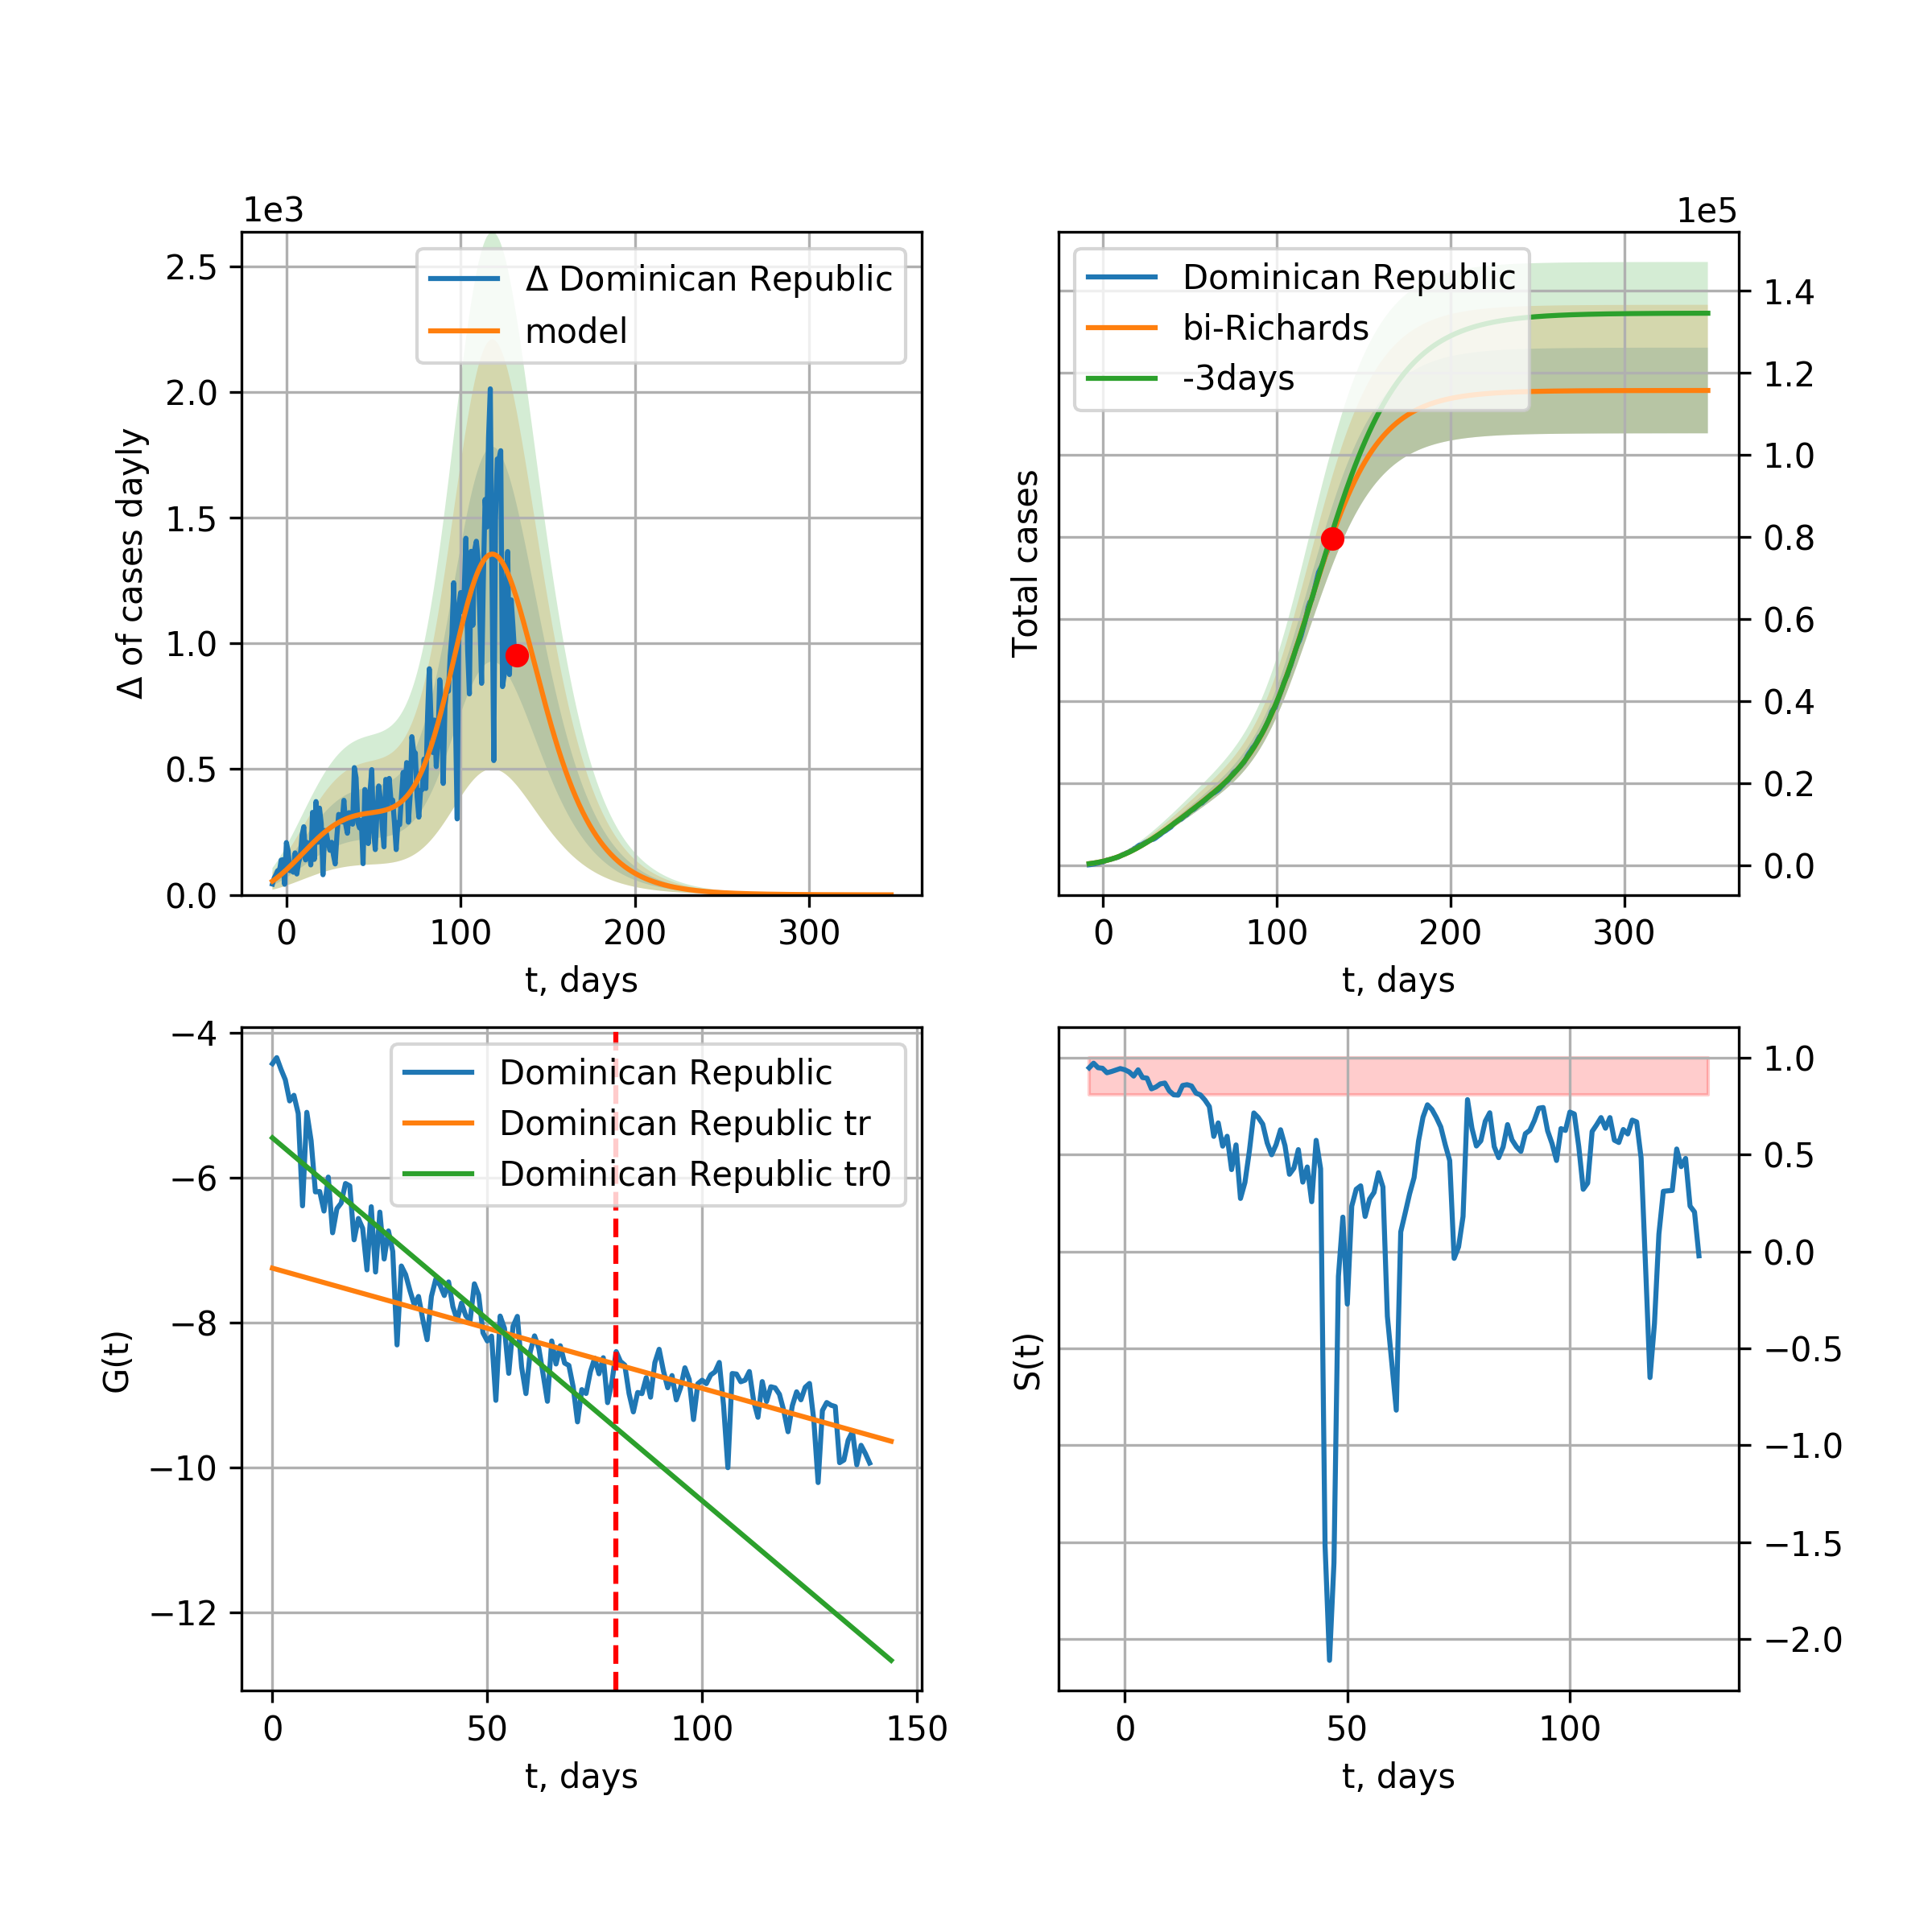 1e3
2.5
2.0
1.5
1.0
0.5
0.0
Δ of cases dayly
Δ Dominican Republic
model
0 100 200 300
t, days
1e5
Total cases
Dominican Republic
bi-Richards
-3days
1.4
1.2
1.0
0.8
0.6
0.4
0.2
0.0
0 100 200 300
t, days
−4
−6
−8
−10
−12
G(t)
Dominican Republic
Dominican Republic tr
Dominican Republic tr0
0 50 100 150
t, days
S(t)
1.0
0.5
0.0
−0.5
−1.0
−1.5
−2.0
0 50 100
t, days